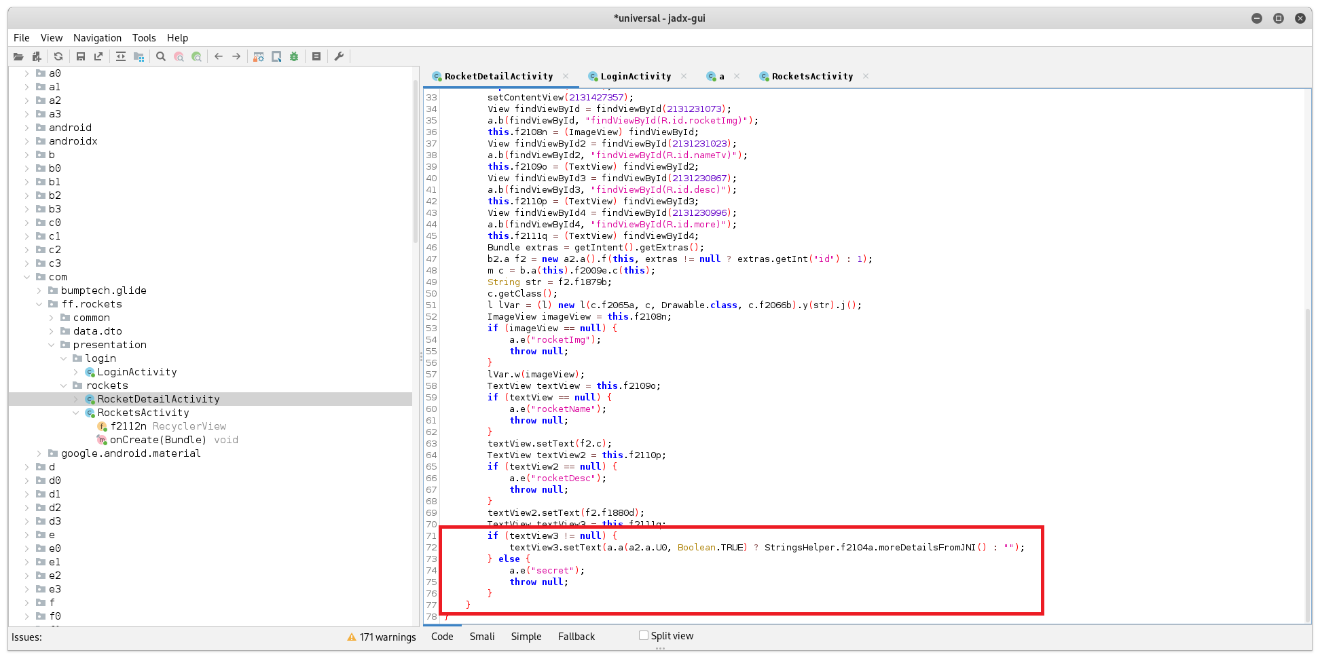 *universal - jadx-gui
File View Navigation Tools Help
a0
a1
a2
a3
android
androidx
b
b0
b1
b2
b3
c0
c1
c2
c3
com
bumptech.glide
ff.rockets
common
data.dto
presentation
login
LoginActivity
rockets
RocketDetailActivity
RocketsActivity
f2112n RecyclerView
onCreate(Bundle) void
google.android.material
d
d0
d1
d2
d3
e
e0
e1
e2
e3
f
f0
RocketDetailActivity × LoginActivity × a × RocketsActivity ×
33 setContentView(2131427357);
34 View findViewById = findViewById(2131231073);
35 a.b(findViewById, "findViewById(R.id.rocketImg)");
36 this.f2108n = (ImageView) findViewById;
37 View findViewById2 = findViewById(2131231023);
38 a.b(findViewById2, "findViewById(R.id.nameTv)");
39 this.f2109o = (TextView) findViewById2;
40 View findViewById3 = findViewById(2131230867);
41 a.b(findViewById3, "findViewById(R.id.desc)");
42 this.f2110p = (TextView) findViewById3;
43 View findViewById4 = findViewById(2131230996);
44 a.b(findViewById4, "findViewById(R.id.more)");
45 this.f2111q = (TextView) findViewById4;
46 Bundle extras = getIntent().getExtras();
47 b2.a f2 = new a2.a().f(this, extras != null ? extras.getInt("id") : 1);
48 m c = b.a(this).f2009e.c(this);
49 String str = f2.f1879b;
50 c.getClass();
51 l lVar = (l) new l(c.f2065a, c, Drawable.class, c.f2066b).y(str).j();
52 ImageView imageView = this.f2108n;
53 if (imageView == null) {
54 a.e("rocketImg");
55 throw null;
56 }
57 lVar.w(imageView);
58 TextView textView = this.f2109o;
59 if (textView == null) {
60 a.e("rocketName");
61 throw null;
62 }
63 textView.setText(f2.c);
64 TextView textView2 = this.f2110p;
65 if (textView2 == null) {
66 a.e("rocketDesc");
67 throw null;
68 }
69 textView2.setText(f2.f1880d);
70 TextView textView3 = this.f2111q;
71 if (textView3 != null) {
72 textView3.setText(a.a(a2.a.U0, Boolean.TRUE) ? StringsHelper.f2104a.moreDetailsFromJNI() : "");
73 } else {
74 a.e("secret");
75 throw null;
76 }
77 }
78 }
Issues: 171 warnings Code Smali Simple Fallback Split view